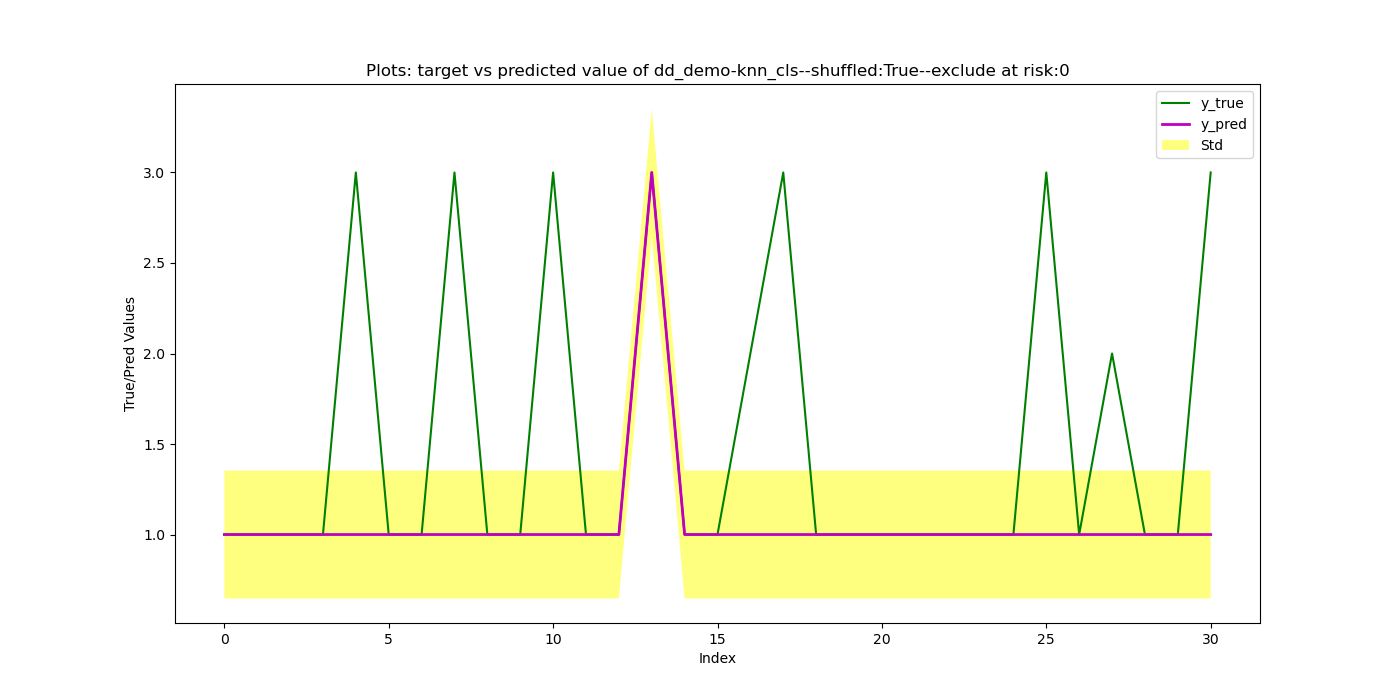 Plots: target vs predicted value of dd_demo-knn_cls--shuffled:True--exclude at risk:0
y_true
y_pred
Std
3.0
2.5
2.0
1.5
1.0
True/Pred Values
0 5 10 15 20 25 30
Index